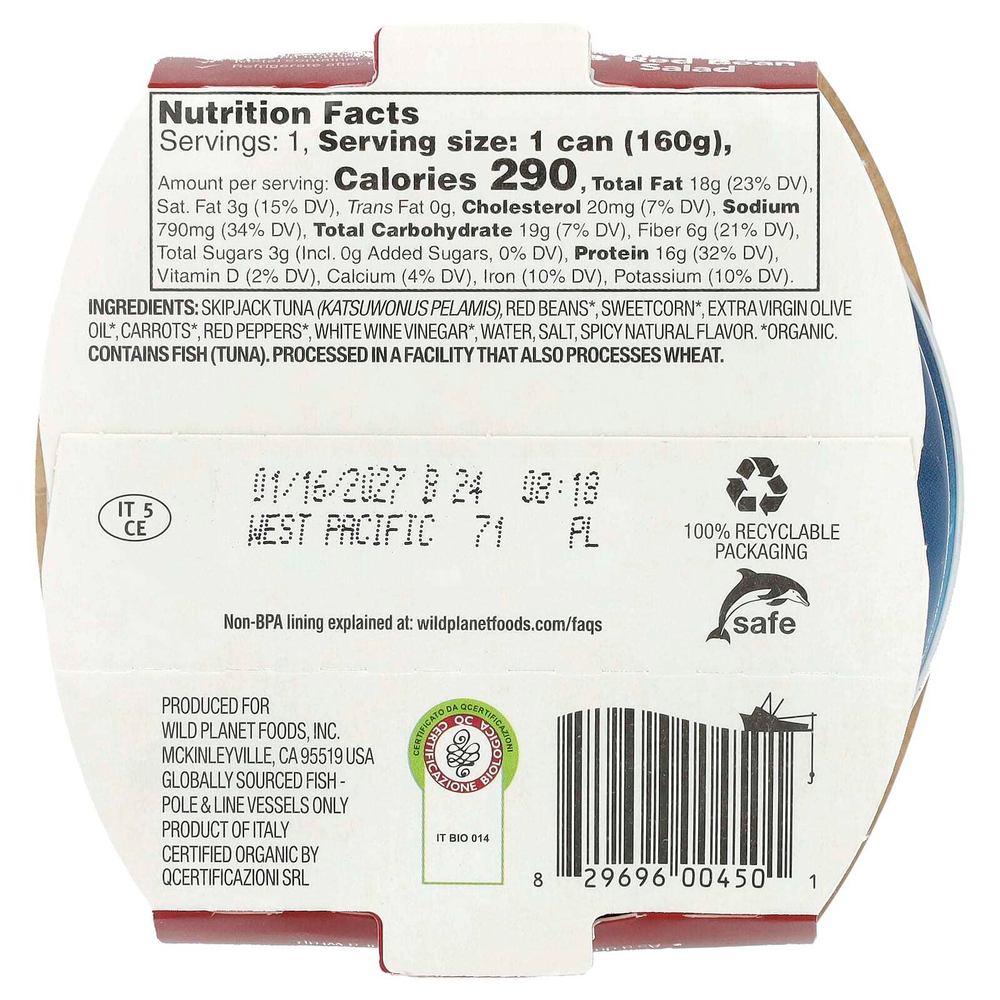 Refrigerate after
Red Bean
Salad
Nutrition Facts
Servings: 1, Serving size: 1 can (160g),
Amount per serving: Calories 290, Total Fat 18g (23% DV),
Sat. Fat 3g (15% DV), Trans Fat 0g, Cholesterol 20mg (7% DV), Sodium
790mg (34% DV), Total Carbohydrate 19g (7% DV), Fiber 6g (21% DV),
Total Sugars 3g (Incl. 0g Added Sugars, 0% DV), Protein 16g (32% DV),
Vitamin D (2% DV), Calcium (4% DV), Iron (10% DV), Potassium (10% DV).
INGREDIENTS: SKIPJACK TUNA (KATSUWONUS PELAMIS), RED BEANS*, SWEETCORN*, EXTRA VIRGIN OLIVE
OIL*, CARROTS*, RED PEPPERS*, WHITE WINE VINEGAR*, WATER, SALT, SPICY NATURAL FLAVOR. *ORGANIC.
CONTAINS FISH (TUNA). PROCESSED IN A FACILITY THAT ALSO PROCESSES WHEAT.
IT 5
CE
01/16/2027 B 24 08:18
WEST PACIFIC 71 PL
100% RECYCLABLE
PACKAGING
safe
Non-BPA lining explained at: wildplanetfoods.com/faqs
PRODUCED FOR
WILD PLANET FOODS, INC.
MCKINLEYVILLE, CA 95519 USA
GLOBALLY SOURCED FISH -
POLE & LINE VESSELS ONLY
PRODUCT OF ITALY
CERTIFIED ORGANIC BY
QCERTIFICAZIONI SRL
CERTIFICATO DA QCERTIFICAZIONI
QC CERTIFICAZIONE BIOLOGICA
IT BIO 014
8 29696 00450 1